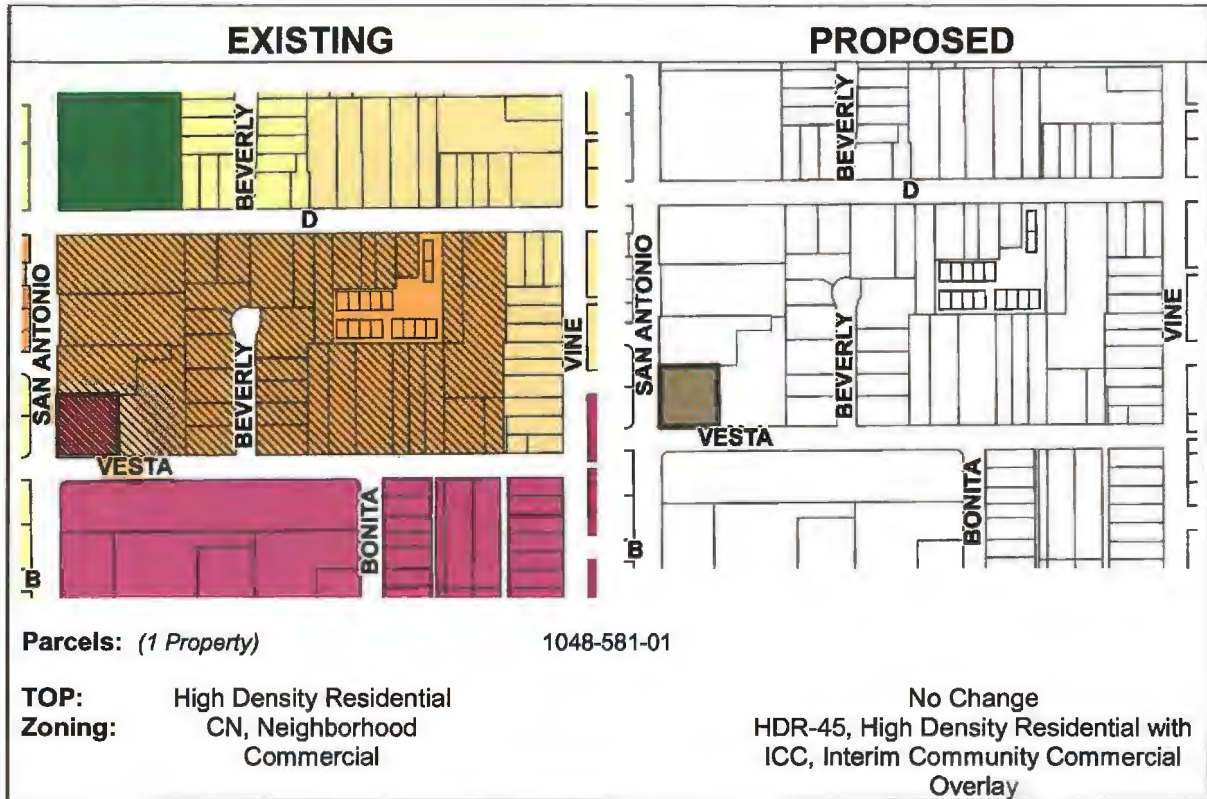 EXISTING
PROPOSED
BEVERLY
D
SAN ANTONIO
BEVERLY
VINE
VESTA
BONITA
B
BEVERLY
D
SAN ANTONIO
BEVERLY
VINE
VESTA
BONITA
B
Parcels: (1 Property) 1048-581-01
TOP: High Density Residential
No Change
Zoning: CN, Neighborhood
Commercial
HDR-45, High Density Residential with
ICC, Interim Community Commercial
Overlay